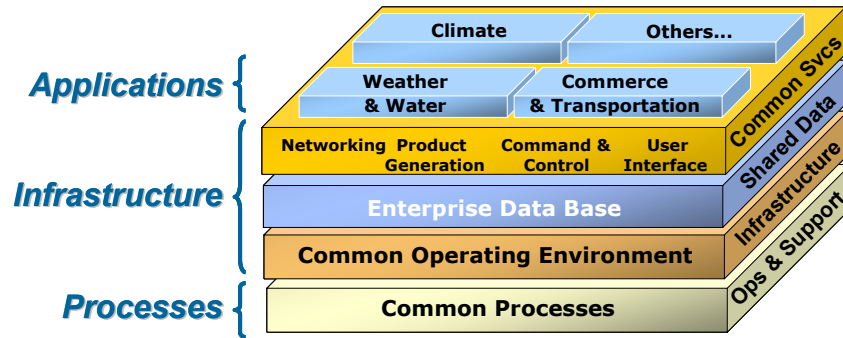 Climate
Others...
Applications
Weather
& Water
Commerce
& Transportation
Common Svcs
Networking
Product
Generation
Command &
Control
User
Interface
Shared Data
Infrastructure
Enterprise Data Base
Infrastructure
Common Operating Environment
Ops & Support
Processes
Common Processes